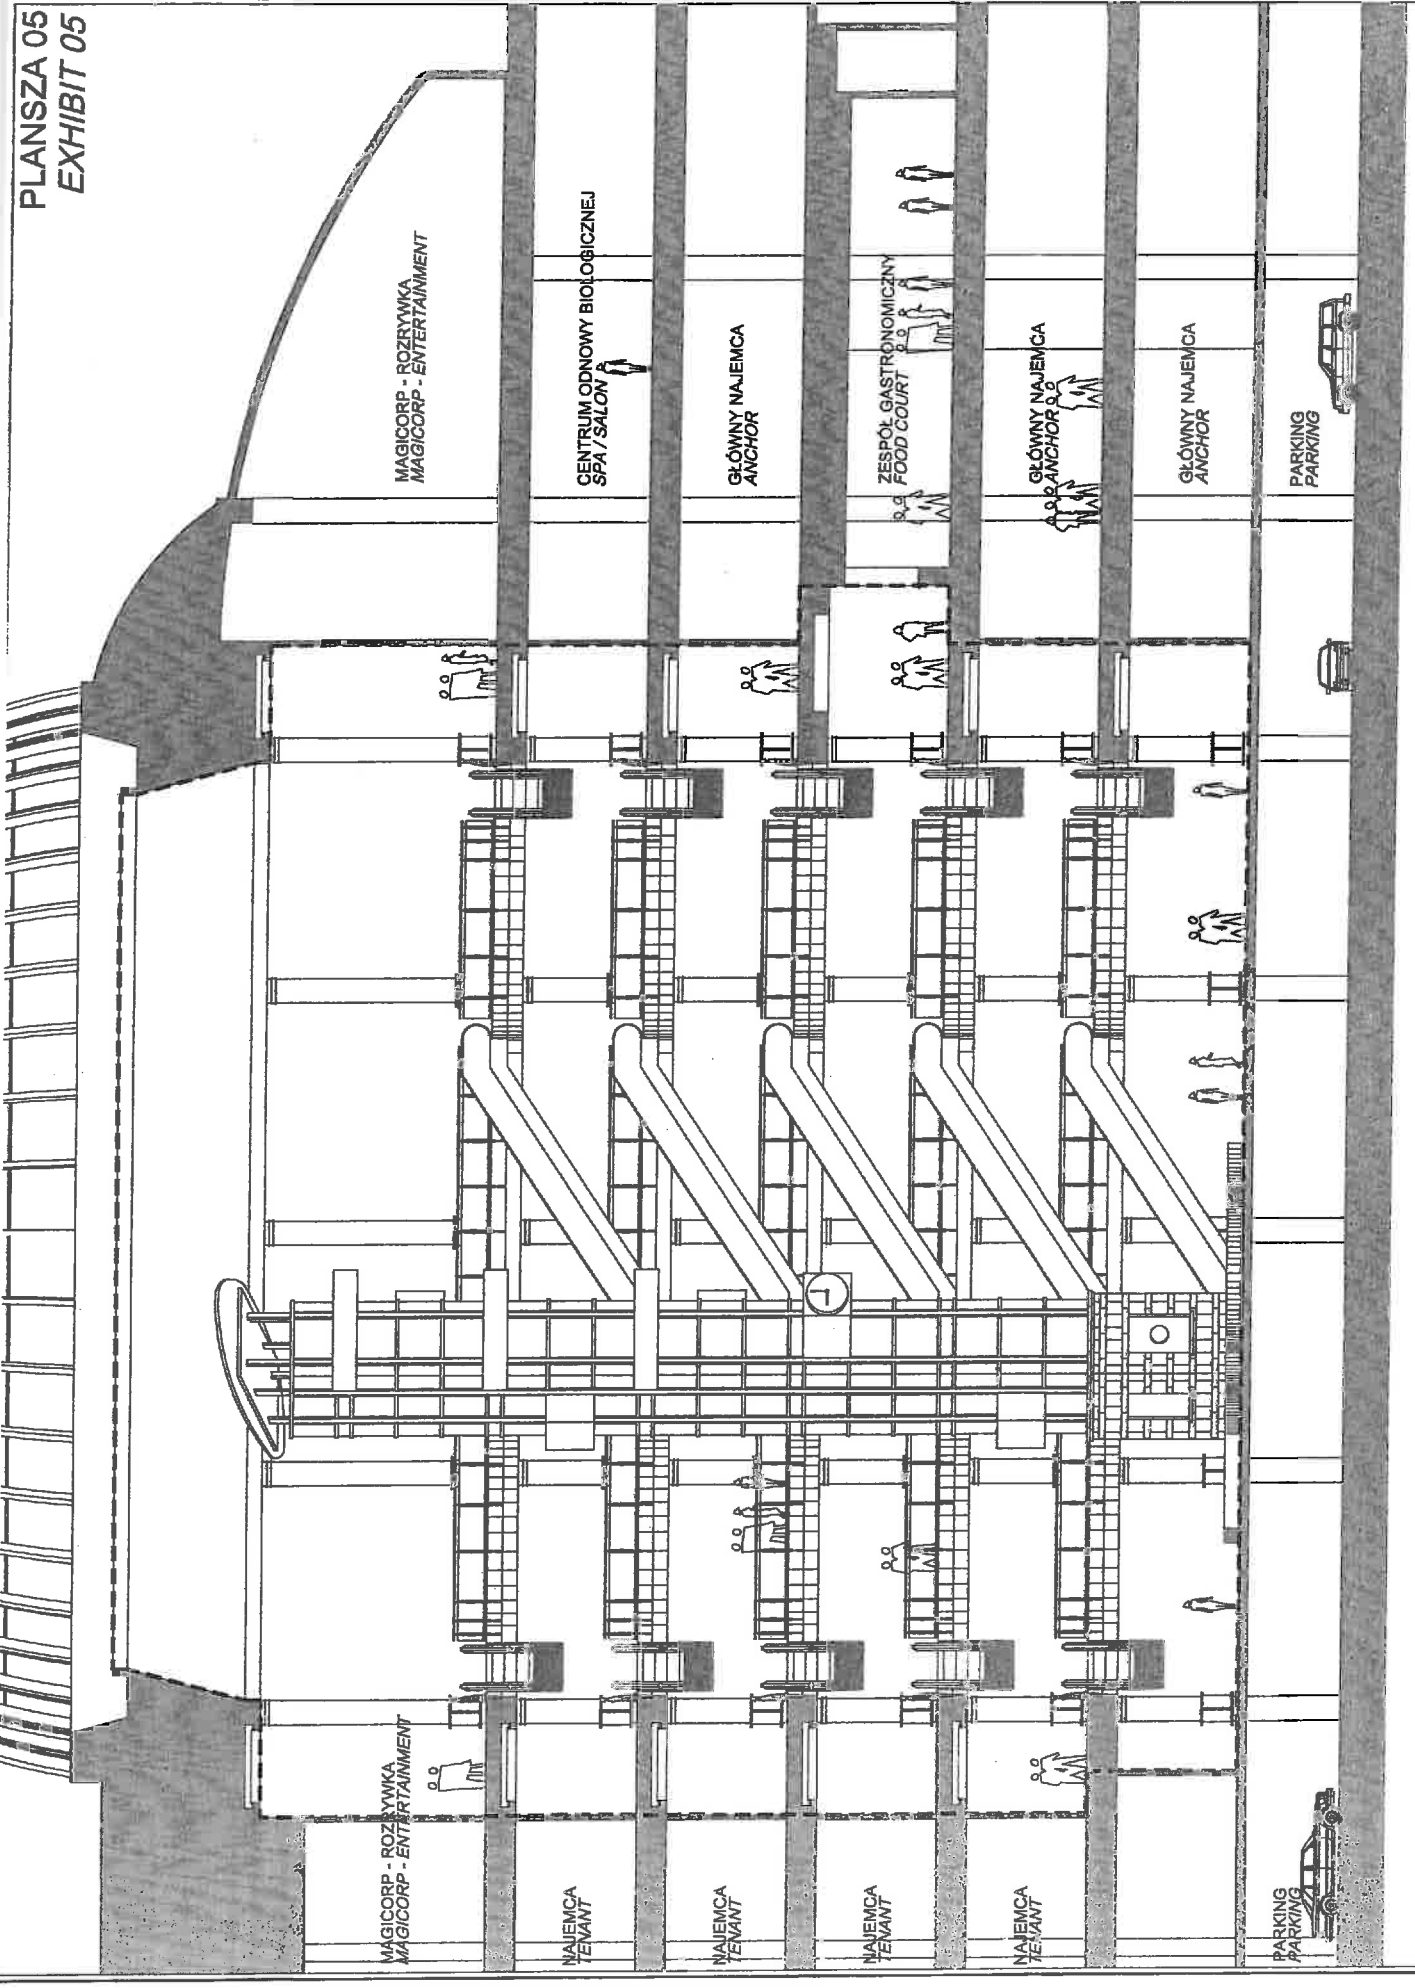 PLANSZA 05
EXHIBIT 05
MAGICORP - ROZRYWKA
MAGICORP - ENTERTAINMENT
CENTRUM ODNOWY BIOLOGICZNEJ
SPA / SALON
GŁÓWNY NAJEMCA
ANCHOR
ZESPÓŁ GASTRONOMICZNY
FOOD COURT
GŁÓWNY NAJEMCA
ANCHOR
GŁÓWNY NAJEMCA
ANCHOR
PARKING
PARKING
MAGICORP - ROZRYWKA
MAGICORP - ENTERTAINMENT
NAJEMCA
TENANT
NAJEMCA
TENANT
NAJEMCA
TENANT
NAJEMCA
TENANT
PARKING
PARKING